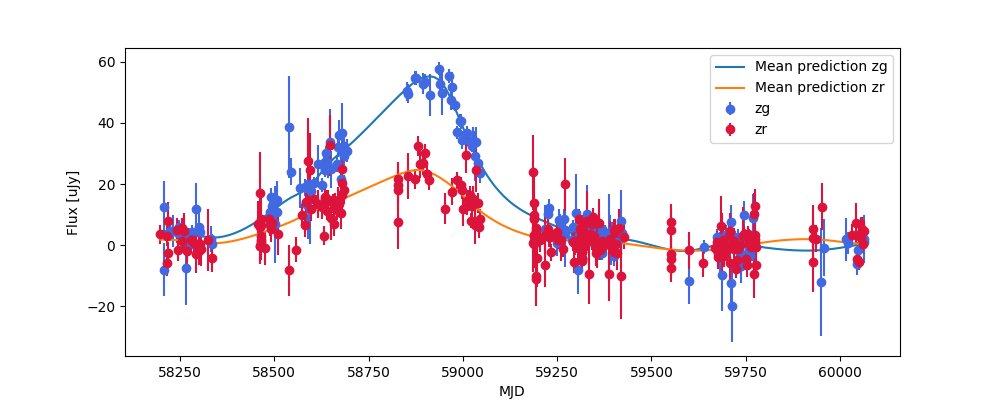 60
40
20
0
−20
Flux [uJy]
58250 58500 58750 59000 59250 59500 59750 60000
MJD
Mean prediction zg
Mean prediction zr
zg
zr